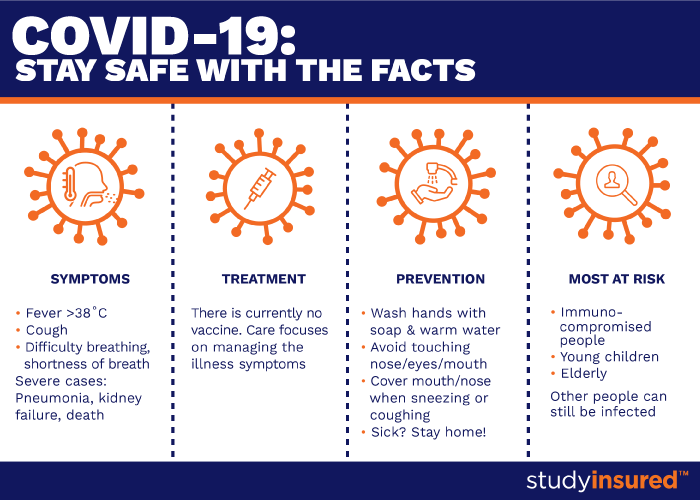 COVID-19:
STAY SAFE WITH THE FACTS
SYMPTOMS
• Fever >38˚C
• Cough
• Difficulty breathing,
shortness of breath
Severe cases:
Pneumonia, kidney
failure, death
TREATMENT
There is currently no
vaccine. Care focuses
on managing the
illness symptoms
PREVENTION
• Wash hands with
soap & warm water
• Avoid touching
nose/eyes/mouth
• Cover mouth/nose
when sneezing or
coughing
• Sick? Stay home!
MOST AT RISK
• Immuno-
compromised
people
• Young children
• Elderly
Other people can
still be infected
studyinsured™